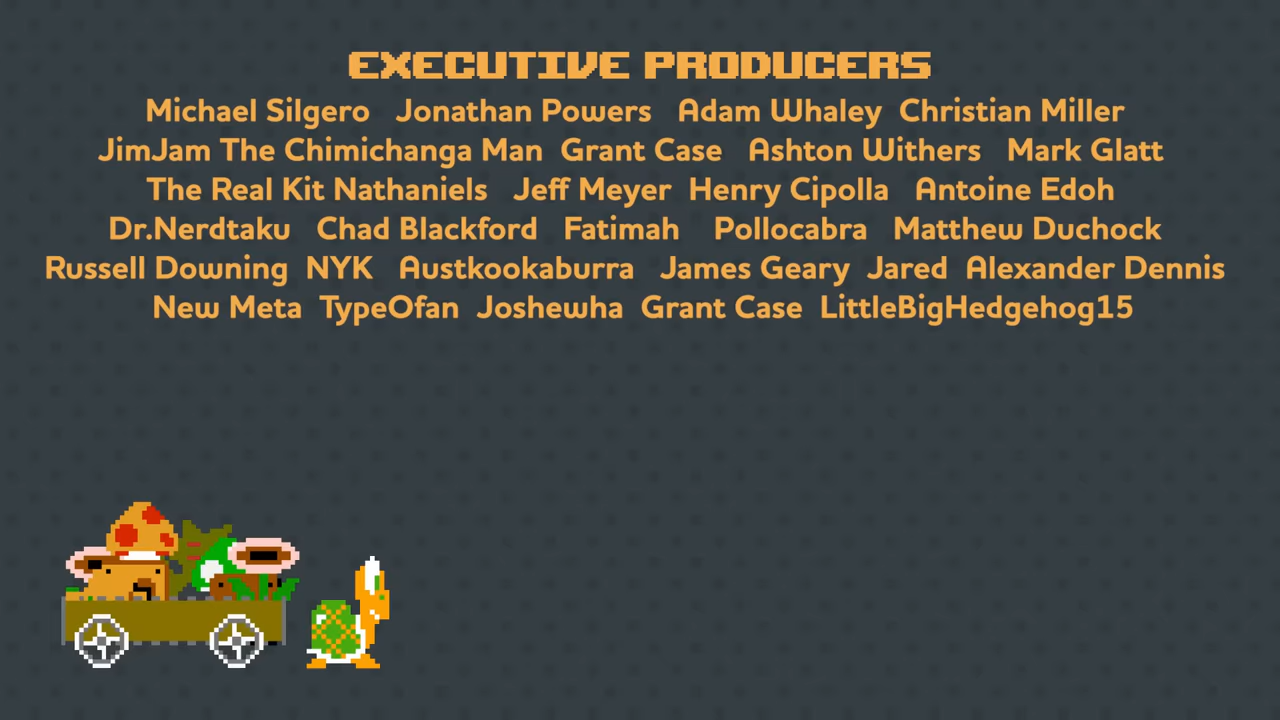 EXECUTIVE PRODUCERS
Michael Silgero Jonathan Powers Adam Whaley Christian Miller
JimJam The Chimichanga Man Grant Case Ashton Withers Mark Glatt
The Real Kit Nathaniels Jeff Meyer Henry Cipolla Antoine Edoh
Dr.Nerdtaku Chad Blackford Fatimah Pollocabra Matthew Duchock
Russell Downing NYK Austkookaburra James Geary Jared Alexander Dennis
New Meta TypeOfan Joshewha Grant Case LittleBigHedgehog15